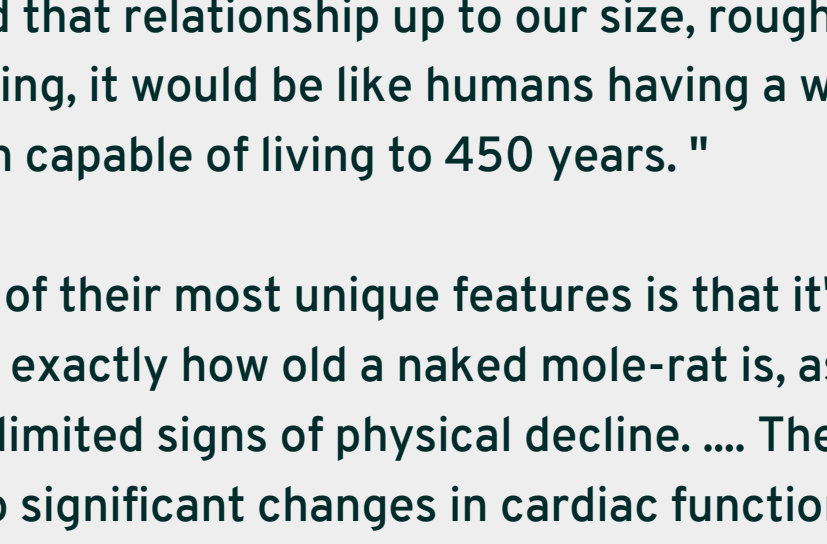 d that relationship up to our size, rough
ing, it would be like humans having a w
n capable of living to 450 years. "
of their most unique features is that it'
exactly how old a naked mole-rat is, as
limited signs of physical decline. .... The
o significant changes in cardiac function